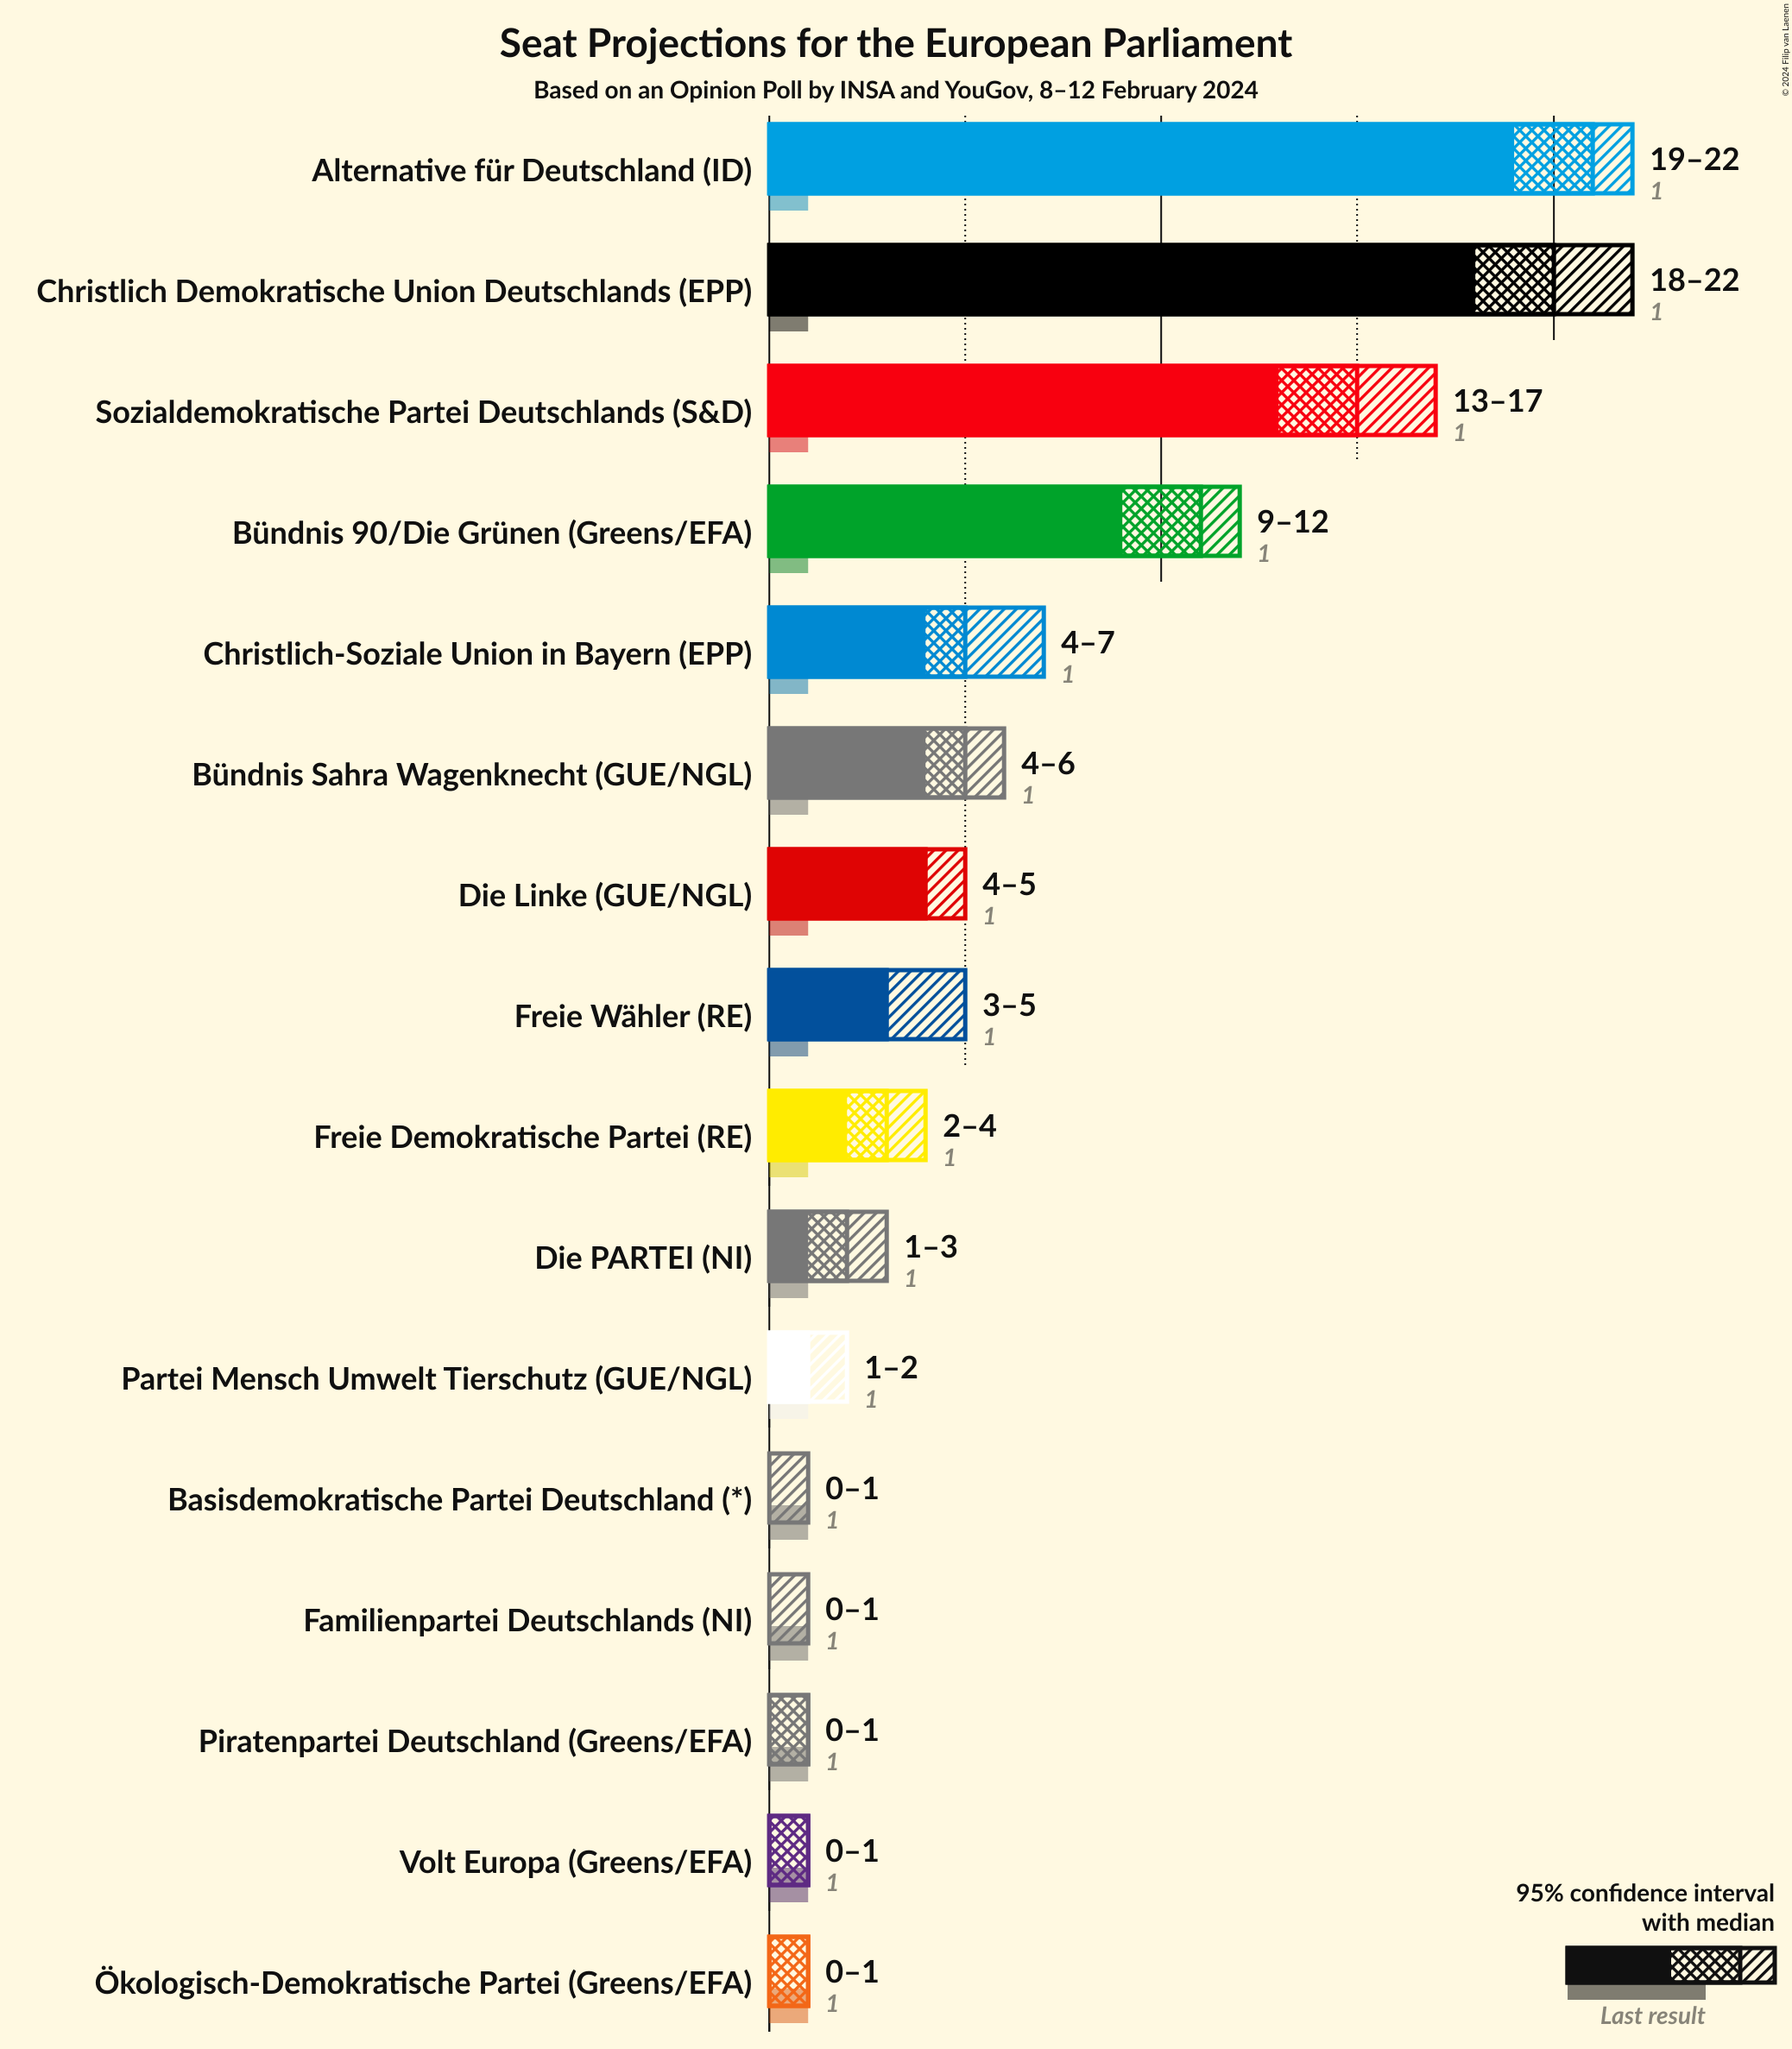 Seat Projections for the European Parliament
Based on an Opinion Poll by INSA and YouGov, 8–12 February 2024
© 2024 Filip van Laenen
Alternative für Deutschland (ID)
19–22
1
Christlich Demokratische Union Deutschlands (EPP)
18–22
1
Sozialdemokratische Partei Deutschlands (S&D)
13–17
1
Bündnis 90/Die Grünen (Greens/EFA)
9–12
1
Christlich-Soziale Union in Bayern (EPP)
4–7
1
Bündnis Sahra Wagenknecht (GUE/NGL)
4–6
1
Die Linke (GUE/NGL)
4–5
1
Freie Wähler (RE)
3–5
1
Freie Demokratische Partei (RE)
2–4
1
Die PARTEI (NI)
1–3
1
Partei Mensch Umwelt Tierschutz (GUE/NGL)
1–2
1
Basisdemokratische Partei Deutschland (*)
0–1
1
Familienpartei Deutschlands (NI)
0–1
1
Piratenpartei Deutschland (Greens/EFA)
0–1
1
Volt Europa (Greens/EFA)
0–1
1
Ökologisch-Demokratische Partei (Greens/EFA)
0–1
1
95% confidence interval
with median
Last result